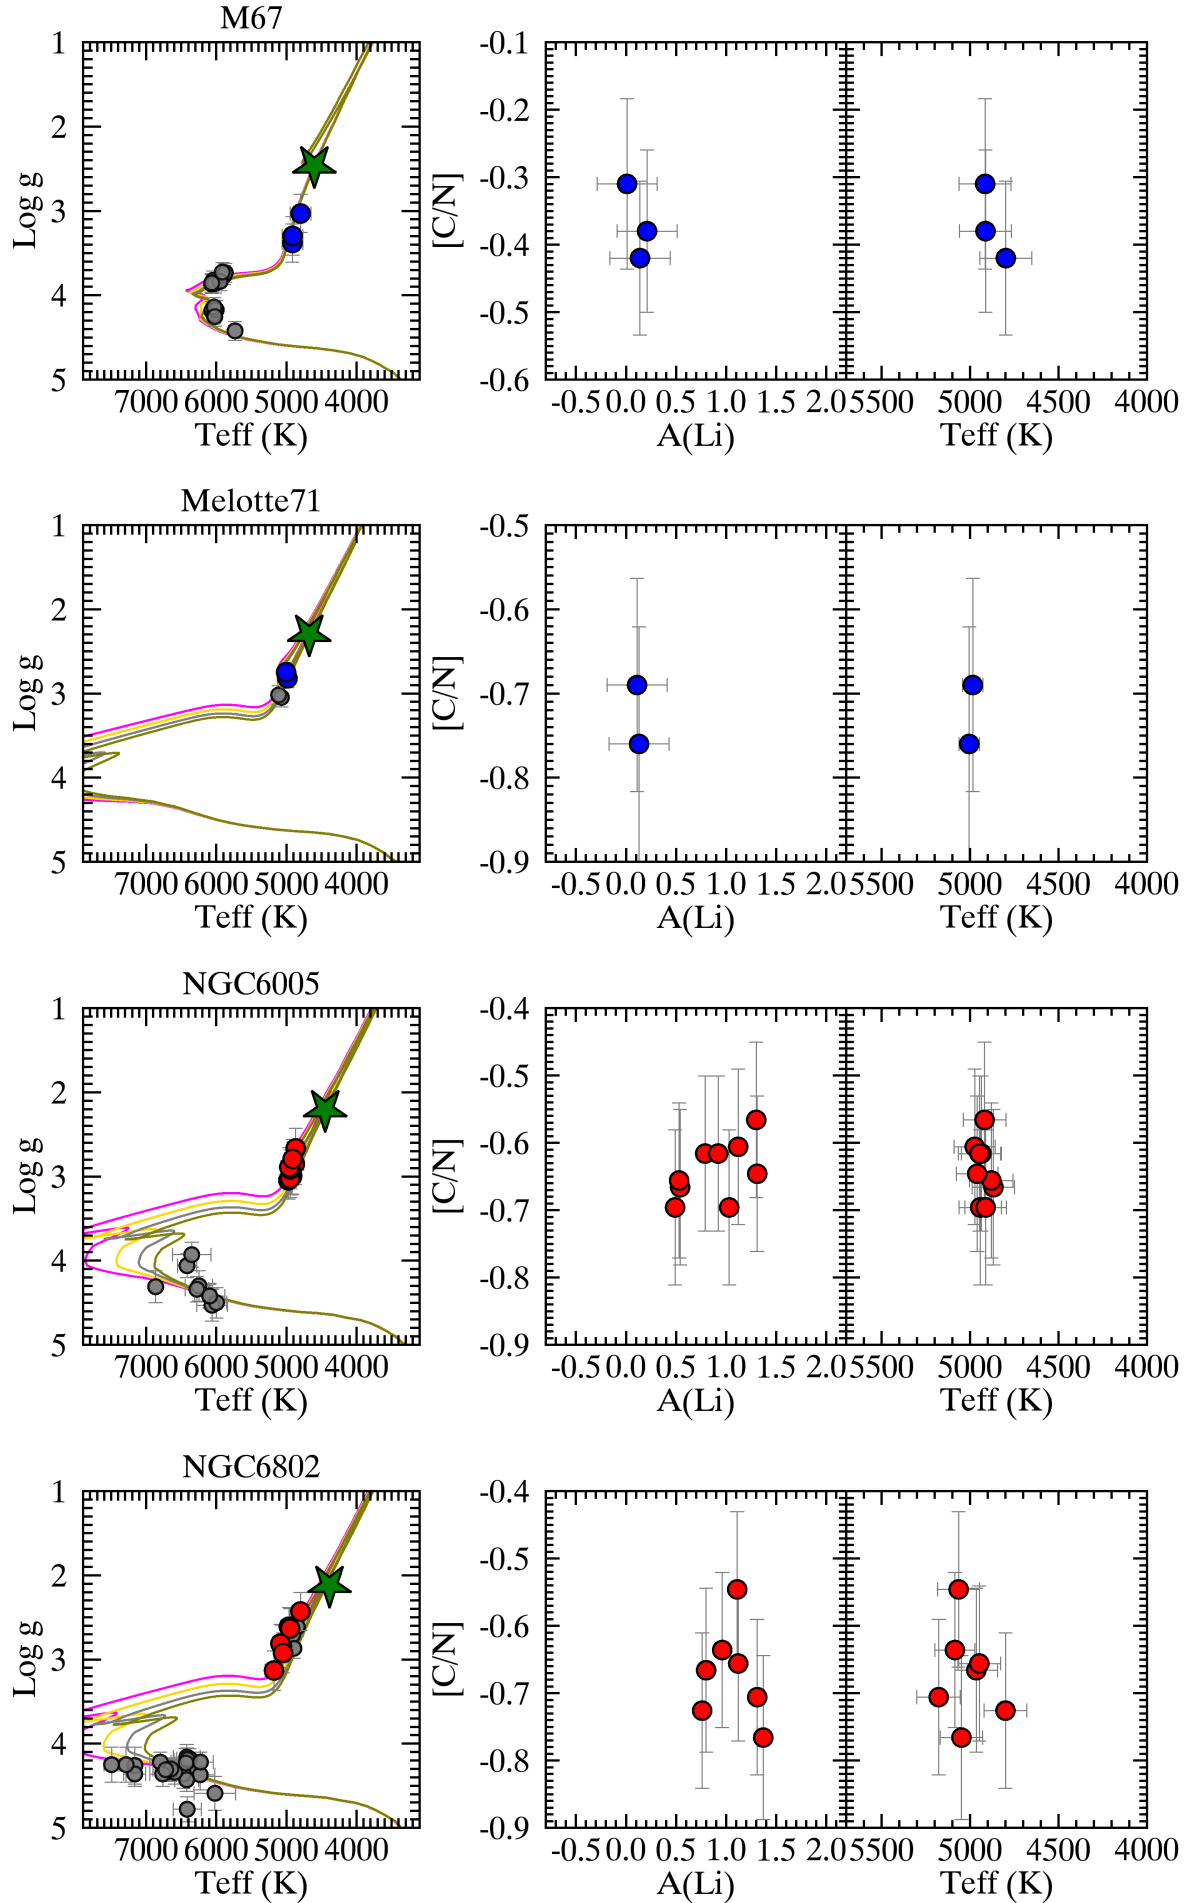 M67
1
2
3
4
5
Log g
7000 6000 5000 4000
Teff (K)
-0.1
-0.2
-0.3
-0.4
-0.5
-0.6
[C/N]
-0.5 0.0 0.5 1.0 1.5 2.0
A(Li)
5500 5000 4500 4000
Teff (K)
Melotte71
1
2
3
4
5
Log g
7000 6000 5000 4000
Teff (K)
-0.5
-0.6
-0.7
-0.8
-0.9
[C/N]
-0.5 0.0 0.5 1.0 1.5 2.0
A(Li)
5500 5000 4500 4000
Teff (K)
NGC6005
1
2
3
4
5
Log g
7000 6000 5000 4000
Teff (K)
-0.4
-0.5
-0.6
-0.7
-0.8
-0.9
[C/N]
-0.5 0.0 0.5 1.0 1.5 2.0
A(Li)
5500 5000 4500 4000
Teff (K)
NGC6802
1
2
3
4
5
Log g
7000 6000 5000 4000
Teff (K)
-0.4
-0.5
-0.6
-0.7
-0.8
-0.9
[C/N]
-0.5 0.0 0.5 1.0 1.5 2.0
A(Li)
5500 5000 4500 4000
Teff (K)